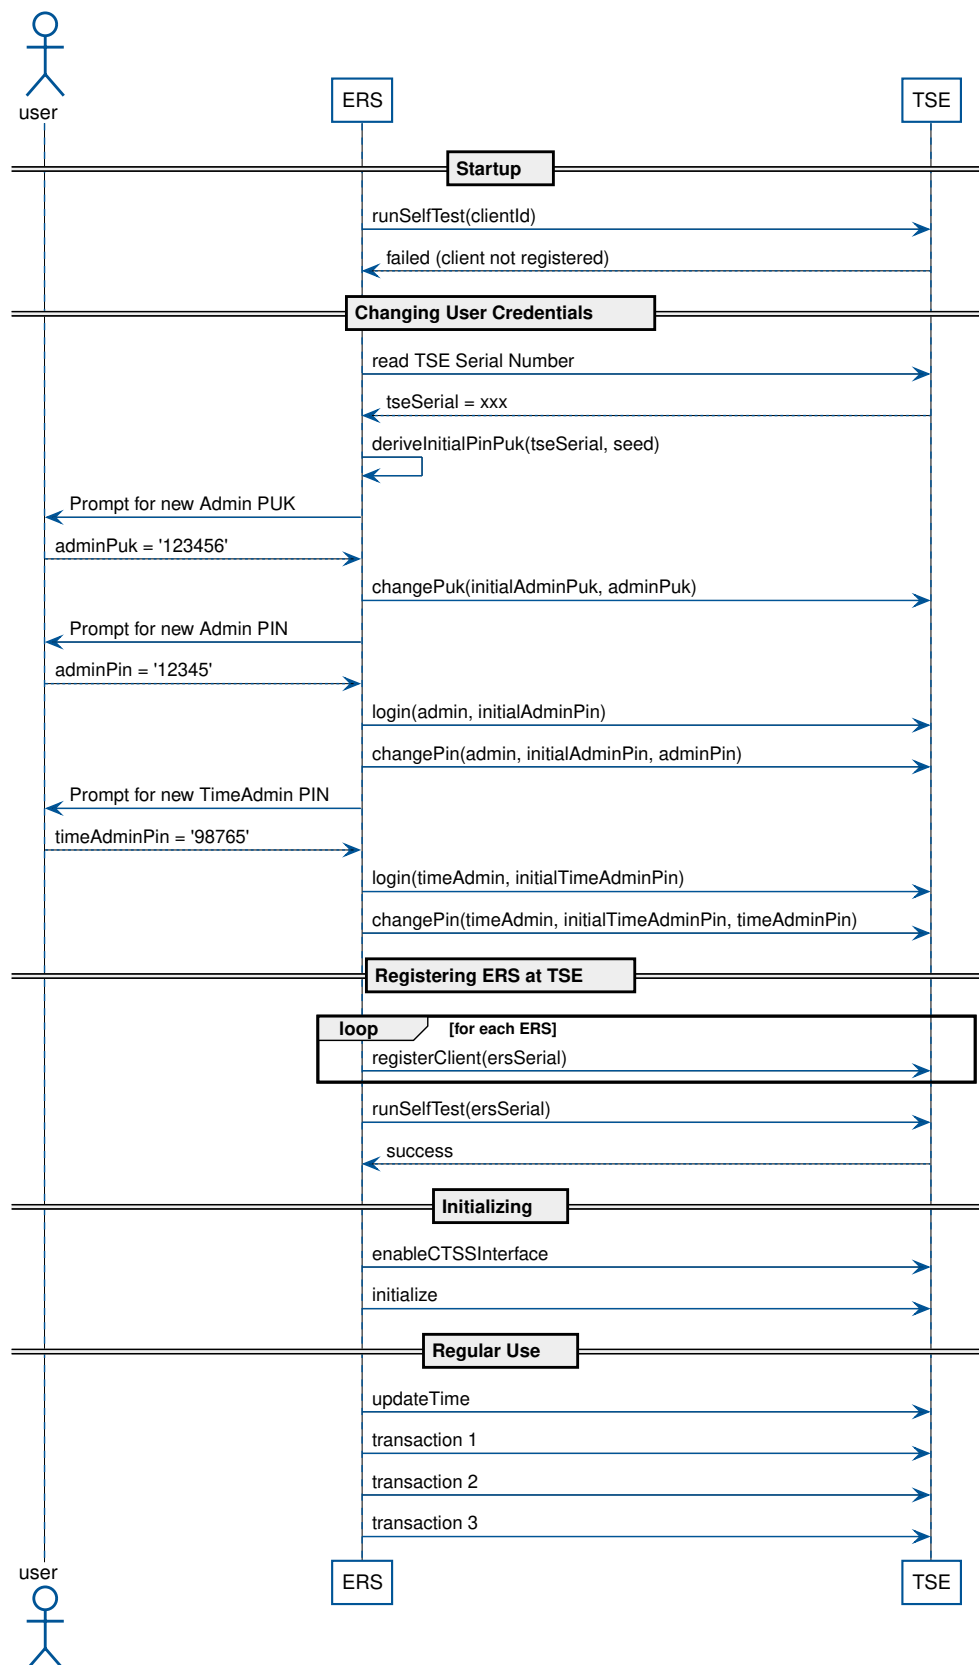 user
ERS
TSE
Startup
runSelfTest(clientId)
failed (client not registered)
Changing User Credentials
read TSE Serial Number
tseSerial = xxx
deriveInitialPinPuk(tseSerial, seed)
Prompt for new Admin PUK
adminPuk = '123456'
changePuk(initialAdminPuk, adminPuk)
Prompt for new Admin PIN
adminPin = '12345'
login(admin, initialAdminPin)
changePin(admin, initialAdminPin, adminPin)
Prompt for new TimeAdmin PIN
timeAdminPin = '98765'
login(timeAdmin, initialTimeAdminPin)
changePin(timeAdmin, initialTimeAdminPin, timeAdminPin)
Registering ERS at TSE
loop [for each ERS]
registerClient(ersSerial)
runSelfTest(ersSerial)
success
Initializing
enableCTSSInterface
initialize
Regular Use
updateTime
transaction 1
transaction 2
transaction 3
user
ERS
TSE